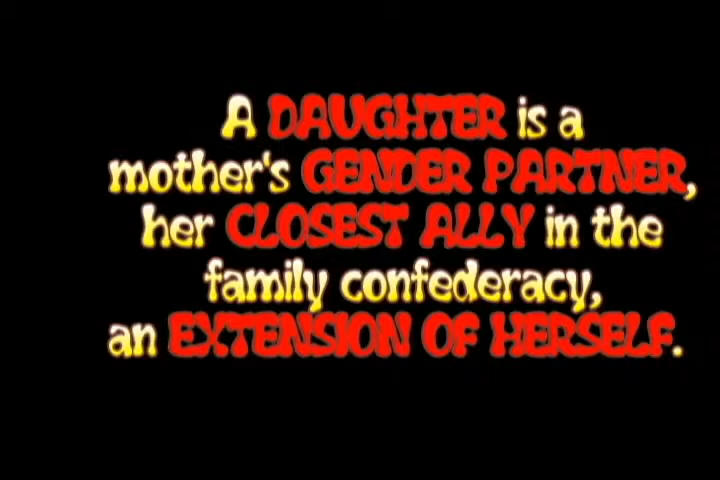 A DAUGHTER is a
mother's GENDER PARTNER,
her CLOSEST ALLY in the
family confederacy,
an EXTENSION OF HERSELF.